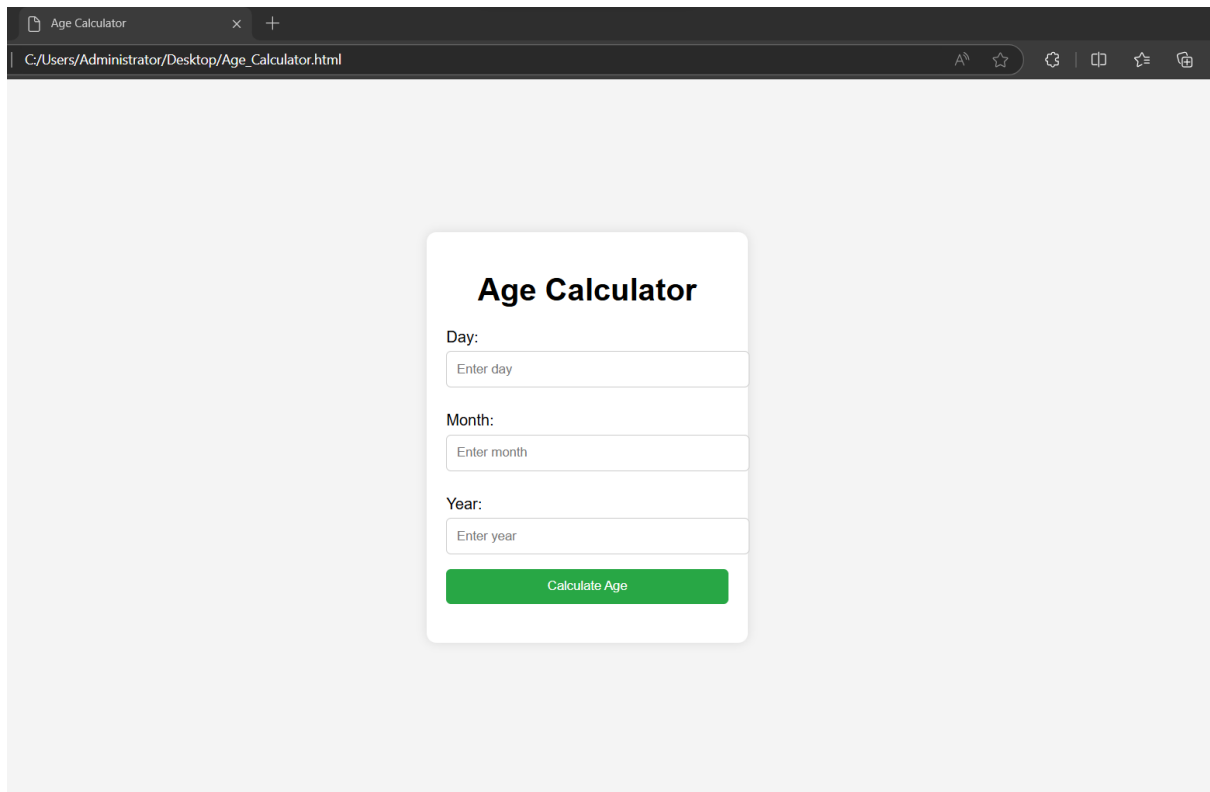 Age Calculator
C:/Users/Administrator/Desktop/Age_Calculator.html
Age Calculator
Day:
Enter day
Month:
Enter month
Year:
Enter year
Calculate Age